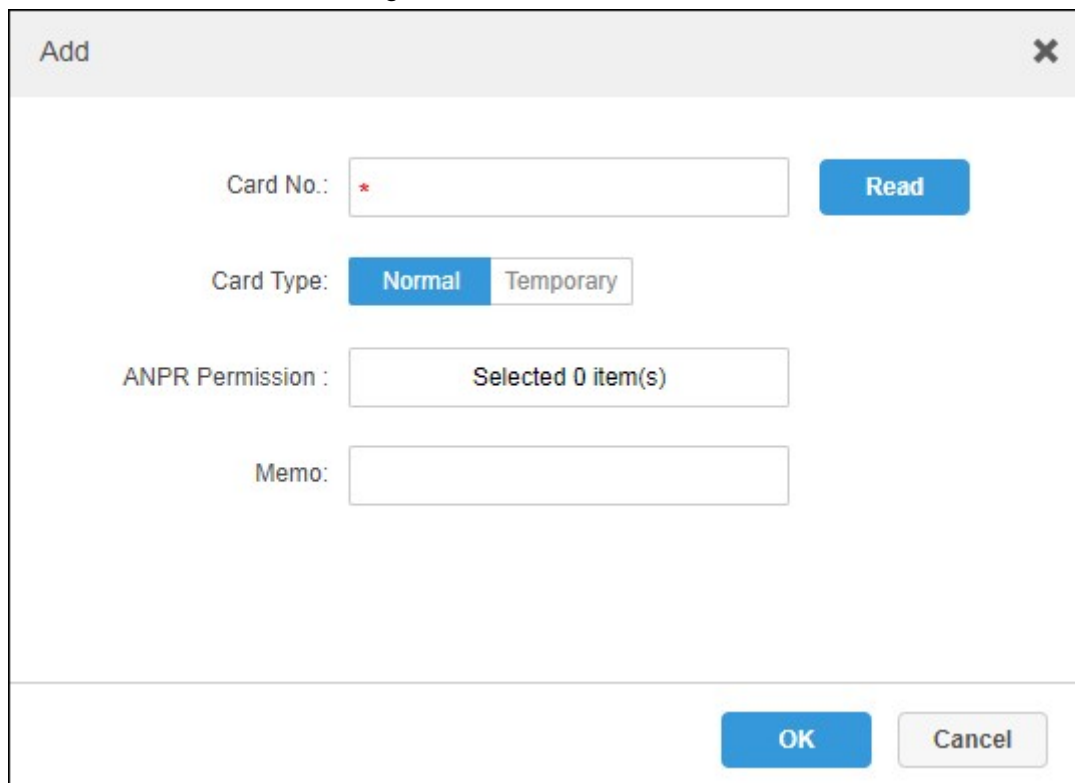 Add
Card No.: * Read
Card Type: Normal Temporary
ANPR Permission : Selected 0 item(s)
Memo:
OK Cancel